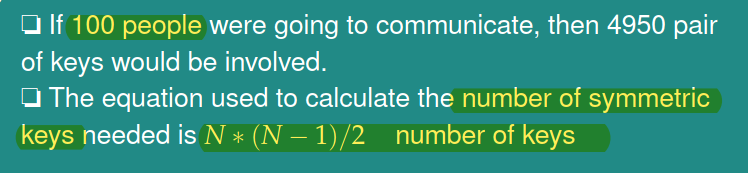 ❑ If 100 people were going to communicate, then 4950 pair
of keys would be involved.
❑ The equation used to calculate the number of symmetric
keys needed is N ∗ (N − 1)/2 number of keys